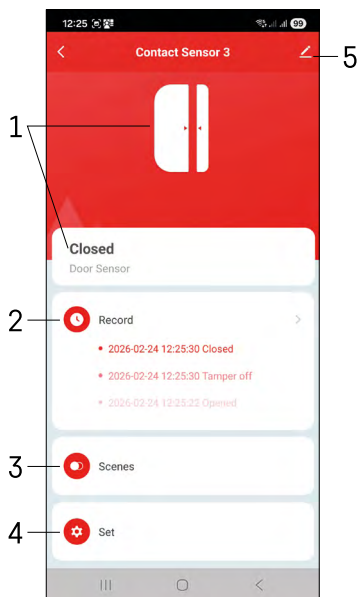 12:25
99
Contact Sensor 3
5
1
Closed
Door Sensor
2
Record
• 2026-02-24 12:25:30 Closed
• 2026-02-24 12:25:30 Tamper off
• 2026-02-24 12:25:22 Opened
3
Scenes
4
Set